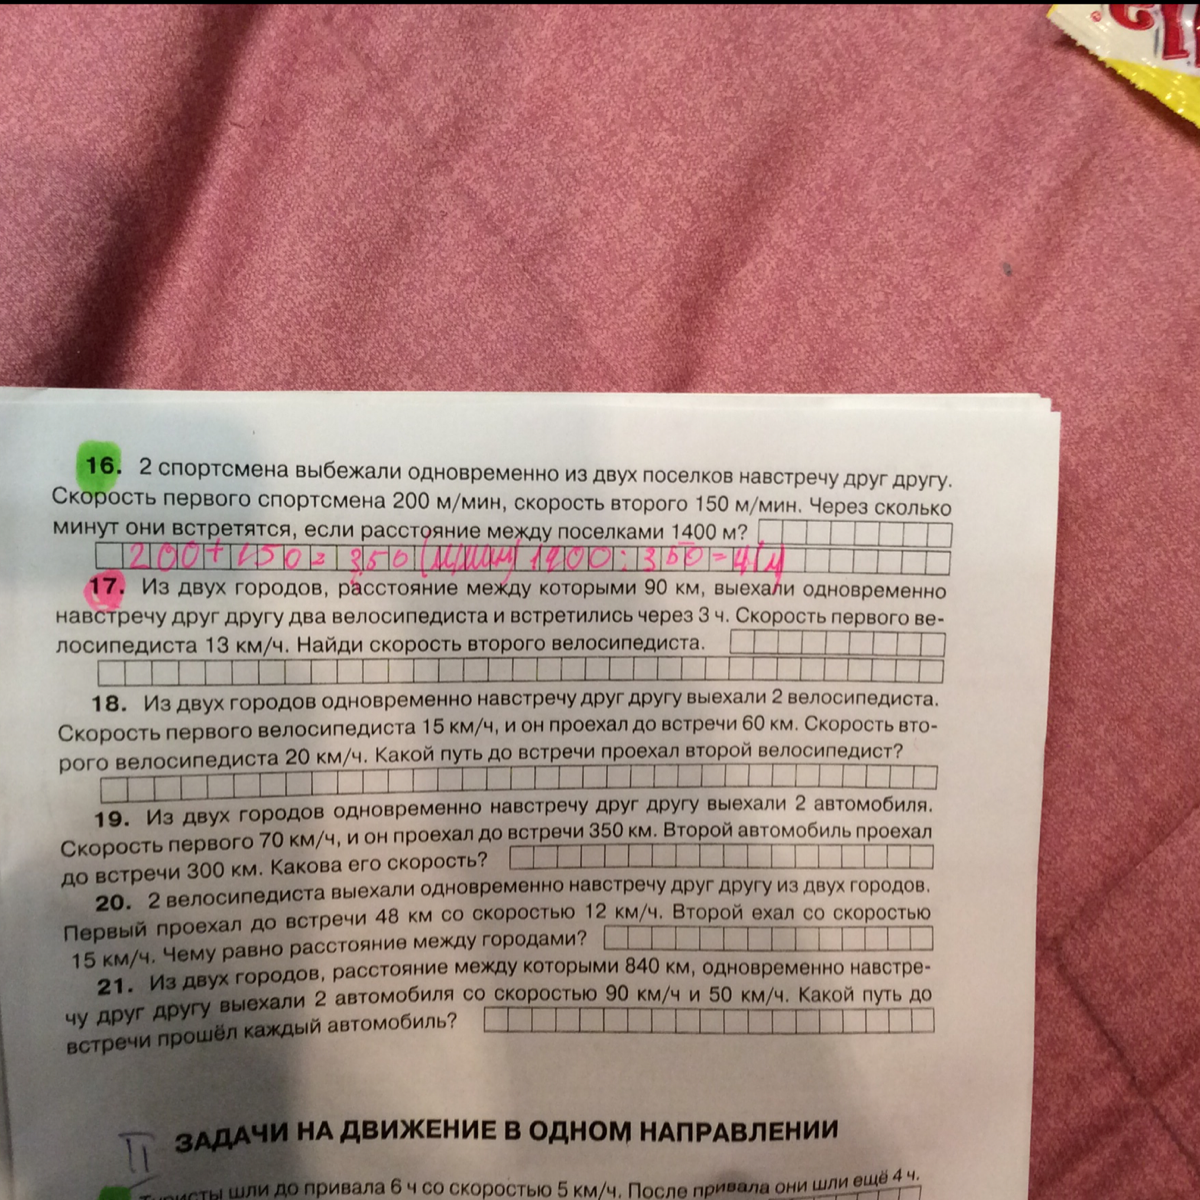 16. 2 спортсмена выбежали одновременно из двух поселков навстречу друг другу.
Скорость первого спортсмена 200 м/мин, скорость второго 150 м/мин. Через сколько
минут они встретятся, если расстояние между поселками 1400 м?
200+150=350(м/мин) 1400:350=4(
17. Из двух городов, расстояние между которыми 90 км, выехали одновременно
навстречу друг другу два велосипедиста и встретились через 3 ч. Скорость первого ве-
лосипедиста 13 км/ч. Найди скорость второго велосипедиста.
18. Из двух городов одновременно навстречу друг другу выехали 2 велосипедиста.
Скорость первого велосипедиста 15 км/ч, и он проехал до встречи 60 км. Скорость вто-
рого велосипедиста 20 км/ч. Какой путь до встречи проехал второй велосипедист?
19. Из двух городов одновременно навстречу друг другу выехали 2 автомобиля.
Скорость первого 70 км/ч, и он проехал до встречи 350 км. Второй автомобиль проехал
до встречи 300 км. Какова его скорость?
20. 2 велосипедиста выехали одновременно навстречу друг другу из двух городов.
Первый проехал до встречи 48 км со скоростью 12 км/ч. Второй ехал со скоростью
15 км/ч. Чему равно расстояние между городами?
21. Из двух городов, расстояние между которыми 840 км, одновременно навстре-
чу друг другу выехали 2 автомобиля со скоростью 90 км/ч и 50 км/ч. Какой путь до
встречи прошёл каждый автомобиль?
II ЗАДАЧИ НА ДВИЖЕНИЕ В ОДНОМ НАПРАВЛЕНИИ
Туристы шли до привала 6 ч со скоростью 5 км/ч. После привала они шли ещё 4 ч.